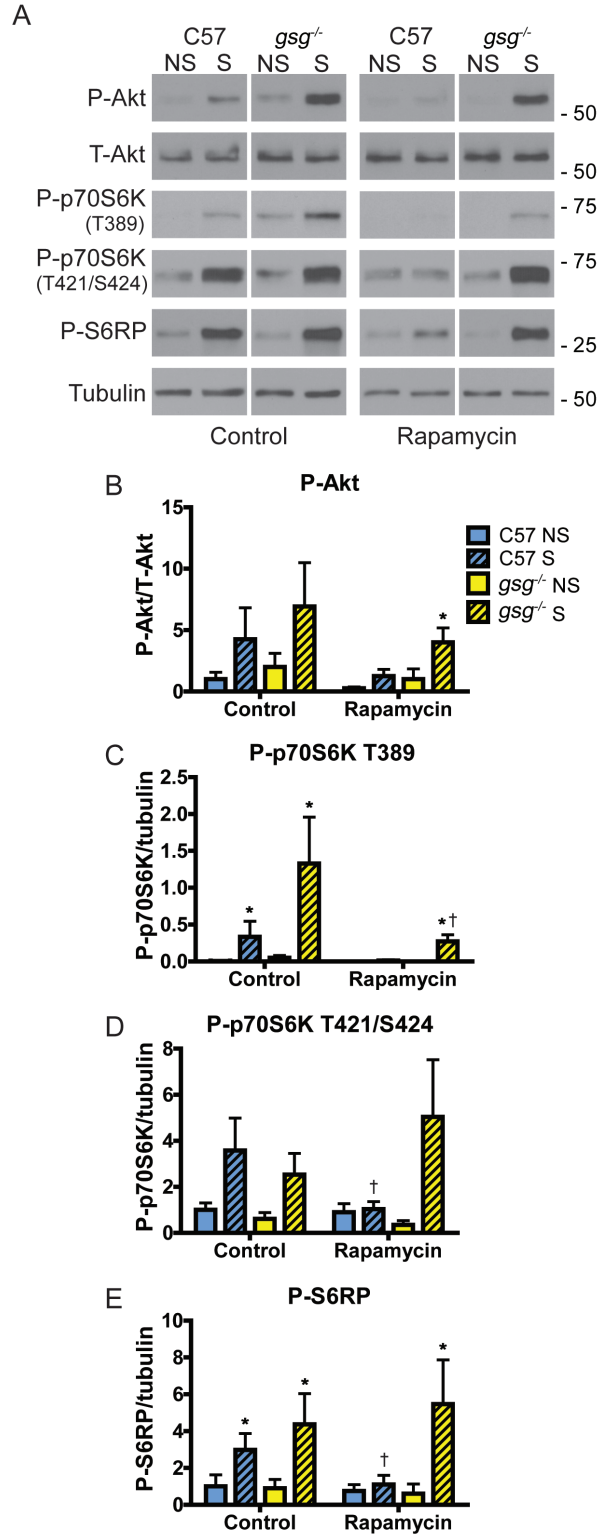 A
C57 gsg-/- C57 gsg-/-
NS S NS S NS S NS S
P-Akt
- 50
T-Akt
- 50
P-p70S6K
(T389)
- 75
P-p70S6K
(T421/S424)
- 75
P-S6RP
- 25
Tubulin
- 50
Control Rapamycin
B P-Akt
P-Akt/T-Akt
15
10
5
0
Control Rapamycin
*
C57 NS
C57 S
gsg-/- NS
gsg-/- S
C P-p70S6K T389
P-p70S6K/tubulin
2.5
2.0
1.5
1.0
0.5
0.0
* * *†
Control Rapamycin
D P-p70S6K T421/S424
P-p70S6K/tubulin
8
6
4
2
0
†
Control Rapamycin
E P-S6RP
P-S6RP/tubulin
10
8
6
4
2
0
* * † *
Control Rapamycin